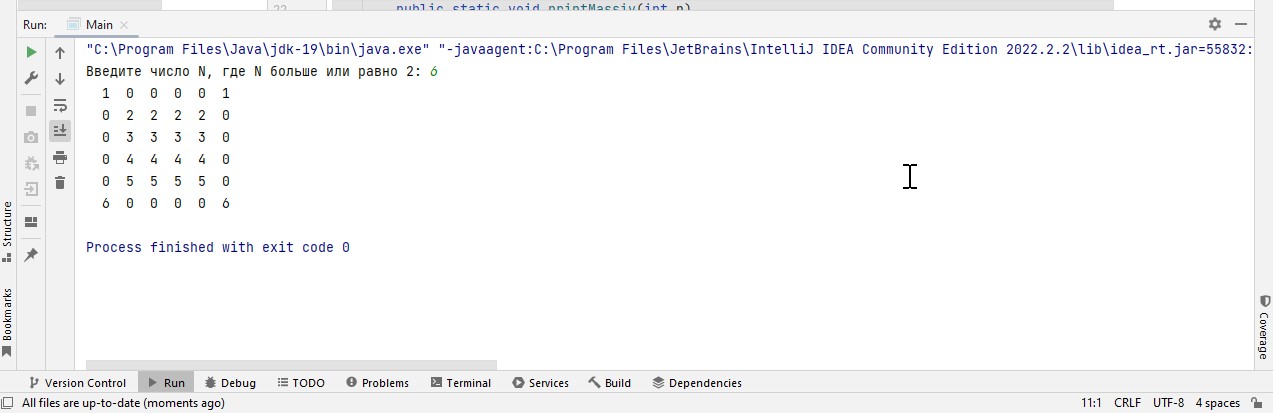 22
public static void printMassiv(int n)
Run: Main
"C:\Program Files\Java\jdk-19\bin\java.exe" "-javaagent:C:\Program Files\JetBrains\IntelliJ IDEA Community Edition 2022.2.2\lib\idea_rt.jar=55832:
Введите число N, где N больше или равно 2: 6
1 0 0 0 0 1
0 2 2 2 2 0
0 3 3 3 3 0
0 4 4 4 4 0
0 5 5 5 5 0
6 0 0 0 0 6
Process finished with exit code 0
Structure
Bookmarks
Coverage
Version Control Run Debug TODO Problems Terminal Services Build Dependencies
All files are up-to-date (moments ago) 11:1 CRLF UTF-8 4 spaces